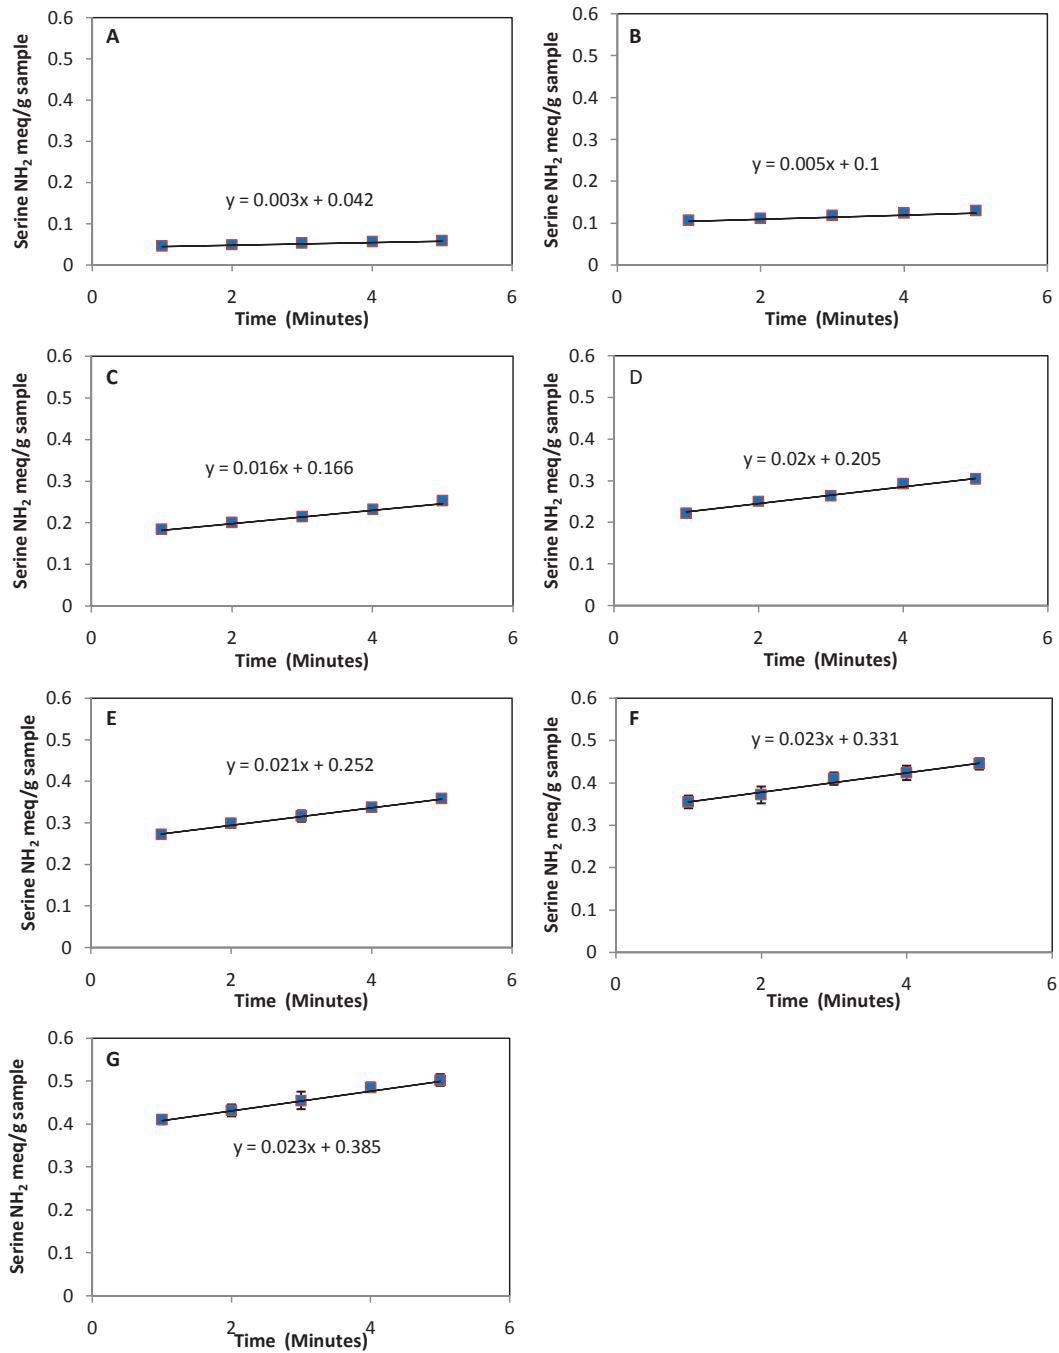 A
Serine NH2 meq/g sample
0.6
0.5
0.4
0.3
0.2
0.1
0
y = 0.003x + 0.042
0 2 4 6
Time (Minutes)
B
Serine NH2 meq/g sample
0.6
0.5
0.4
0.3
0.2
0.1
0
y = 0.005x + 0.1
0 2 4 6
Time (Minutes)
C
Serine NH2 meq/g sample
0.6
0.5
0.4
0.3
0.2
0.1
0
y = 0.016x + 0.166
0 2 4 6
Time (Minutes)
D
Serine NH2 meq/g sample
0.6
0.5
0.4
0.3
0.2
0.1
0
y = 0.02x + 0.205
0 2 4 6
Time (Minutes)
E
Serine NH2 meq/g sample
0.6
0.5
0.4
0.3
0.2
0.1
0
y = 0.021x + 0.252
0 2 4 6
Time (Minutes)
F
Serine NH2 meq/g sample
0.6
0.5
0.4
0.3
0.2
0.1
0
y = 0.023x + 0.331
0 2 4 6
Time (Minutes)
G
Serine NH2 meq/g sample
0.6
0.5
0.4
0.3
0.2
0.1
0
y = 0.023x + 0.385
0 2 4 6
Time (Minutes)